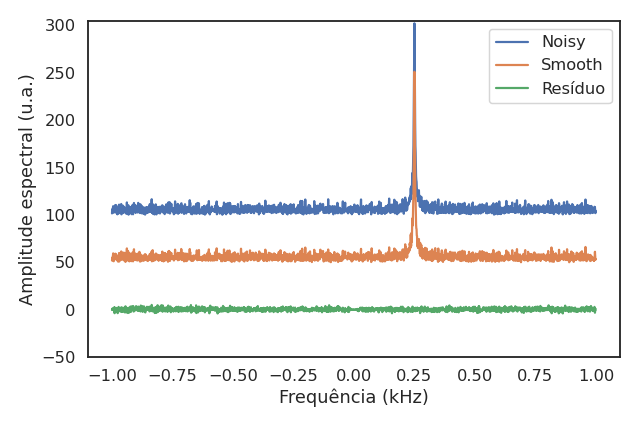 300
250
200
150
100
50
0
−50
Amplitude espectral (u.a.)
Noisy
Smooth
Resíduo
−1.00 −0.75 −0.50 −0.25 0.00 0.25 0.50 0.75 1.00
Frequência (kHz)